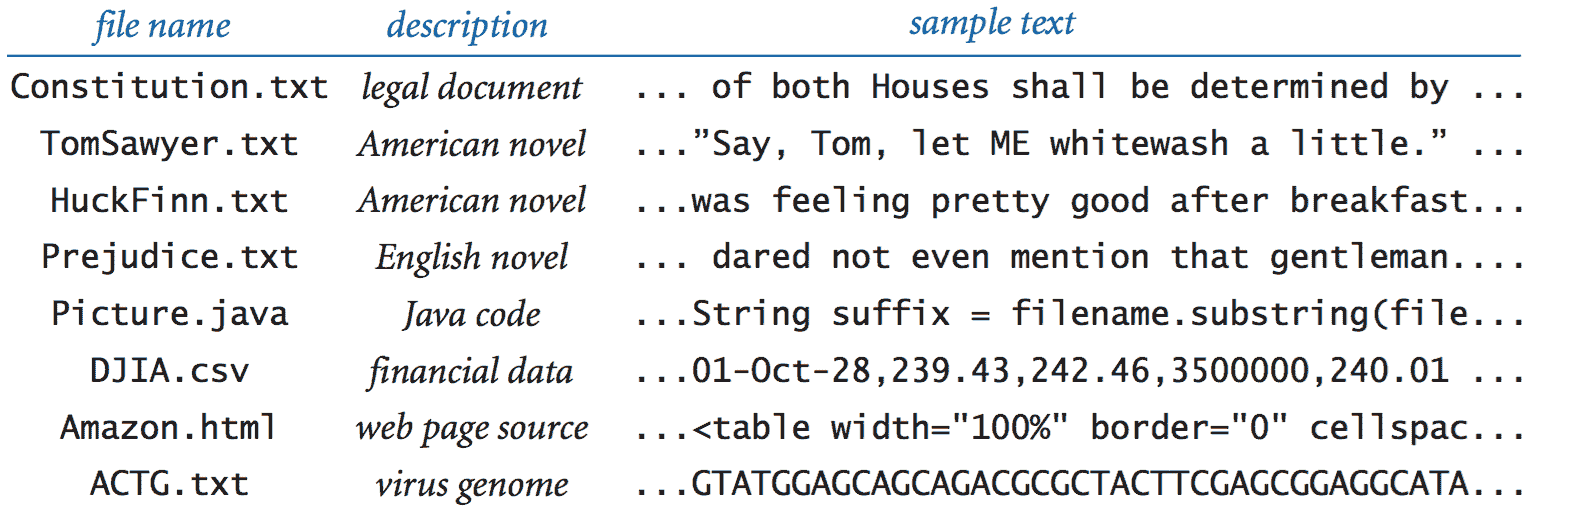 file name description sample text
Constitution.txt legal document ... of both Houses shall be determined by ...
TomSawyer.txt American novel ...”Say, Tom, let ME whitewash a little.” ...
HuckFinn.txt American novel ...was feeling pretty good after breakfast...
Prejudice.txt English novel ... dared not even mention that gentleman....
Picture.java Java code ...String suffix = filename.substring(file...
DJIA.csv financial data ...01-Oct-28,239.43,242.46,3500000,240.01 ...
Amazon.html web page source ...<table width="100%" border="0" cellspac...
ACTG.txt virus genome ...GTATGGAGCAGCAGACGCGCTACTTCGAGCGGAGGCATA...